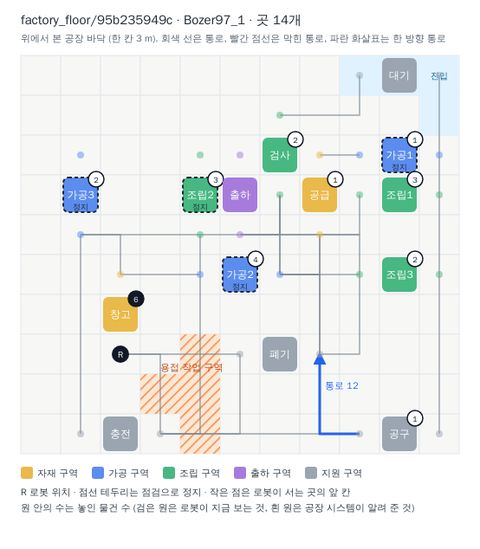 factory_floor/95b235949c · Bozer97_1 · 곳 14개
위에서 본 공장 바닥 (한 칸 3 m). 회색 선은 통로, 빨간 점선은 막힌 통로, 파란 화살표는 한 방향 통로
대기
진입
검사 2
가공1 1
정지
가공3 2
정지
조립2 3
정지
출하
공급 1
조립1 3
가공2 4
정지
조립3 2
창고 6
R
용접 작업 구역
폐기
통로 12
충전
공구 1
자재 구역
가공 구역
조립 구역
출하 구역
지원 구역
R 로봇 위치 · 점선 테두리는 점검으로 정지 · 작은 점은 로봇이 서는 곳의 앞 칸
원 안의 수는 놓인 물건 수 (검은 원은 로봇이 지금 보는 것, 흰 원은 공장 시스템이 알려 준 것)